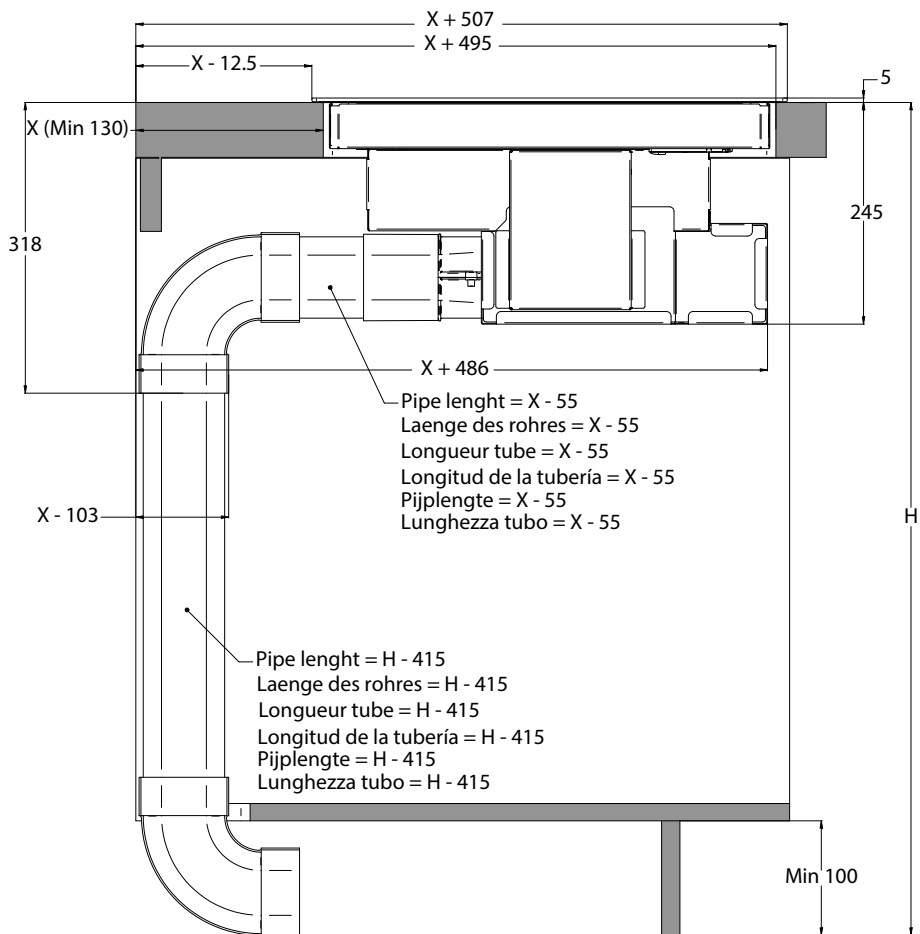 X + 507
X + 495
X - 12.5
5
X (Min 130)
245
318
X + 486
Pipe lenght = X - 55
Laenge des rohres = X - 55
Longueur tube = X - 55
Longitud de la tubería = X - 55
Pijplengte = X - 55
Lunghezza tubo = X - 55
X - 103
H
Pipe lenght = H - 415
Laenge des rohres = H - 415
Longueur tube = H - 415
Longitud de la tubería = H - 415
Pijplengte = H - 415
Lunghezza tubo = H - 415
Min 100